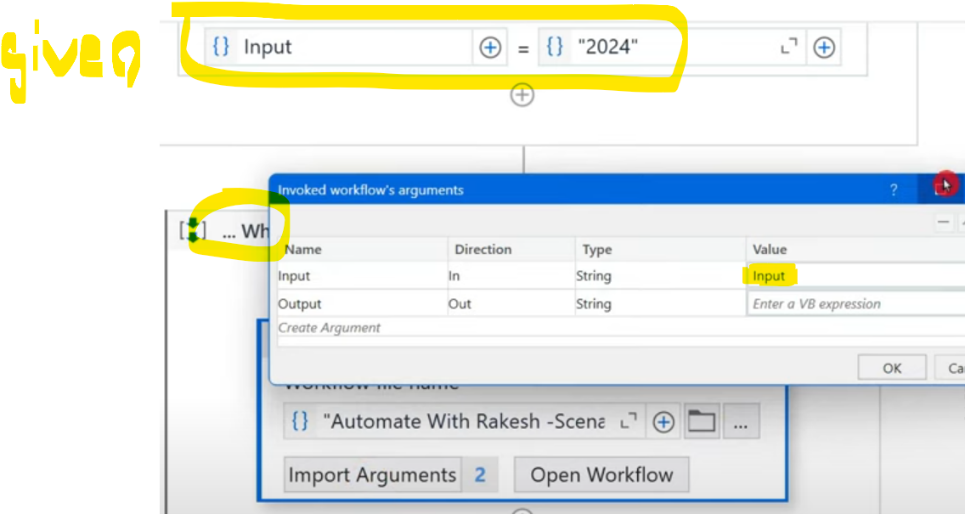 given
{} Input = {} "2024"
Invoked workflow's arguments ?
... Wh
Name Direction Type Value
Input In String Input
Output Out String Enter a VB expression
Create Argument
OK Ca
Workflow file name
{} "Automate With Rakesh -Scena ...
Import Arguments 2 Open Workflow